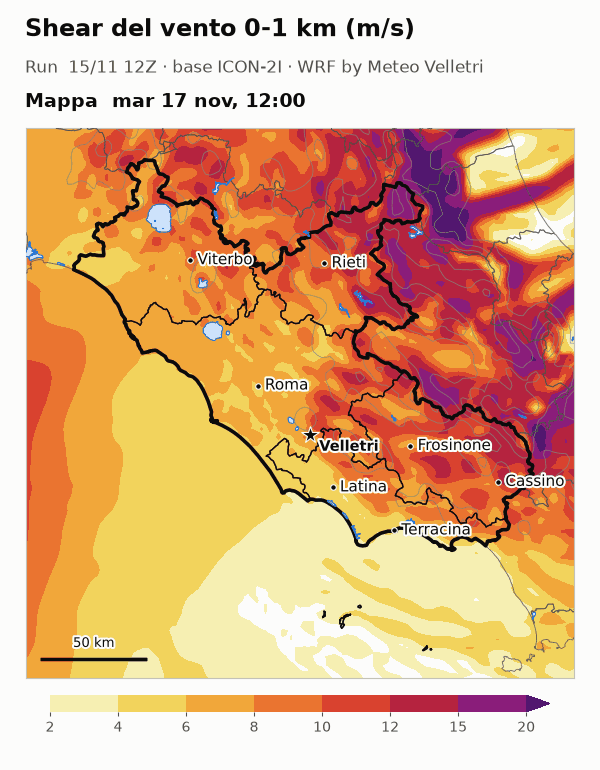 Shear del vento 0-1 km (m/s)
Run  15/11 12Z · base ICON-2I · WRF by Meteo Velletri
Mappa  mar 17 nov, 12:00
Viterbo
Rieti
Roma
Velletri
Frosinone
Latina
Cassino
Terracina
50 km
2 4 6 8 10 12 15 20